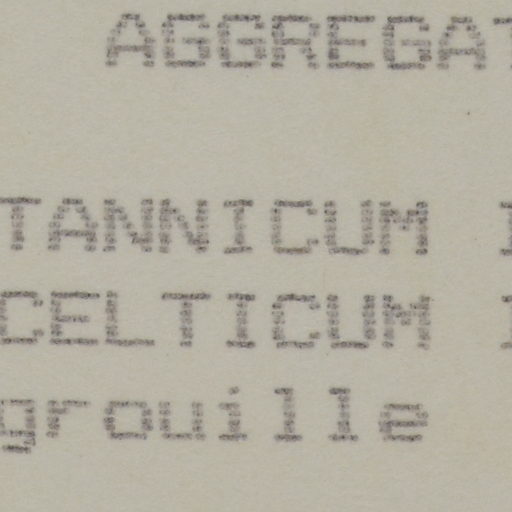 AGGREGAT
TANNICUM I
CELTICUM I
grouille